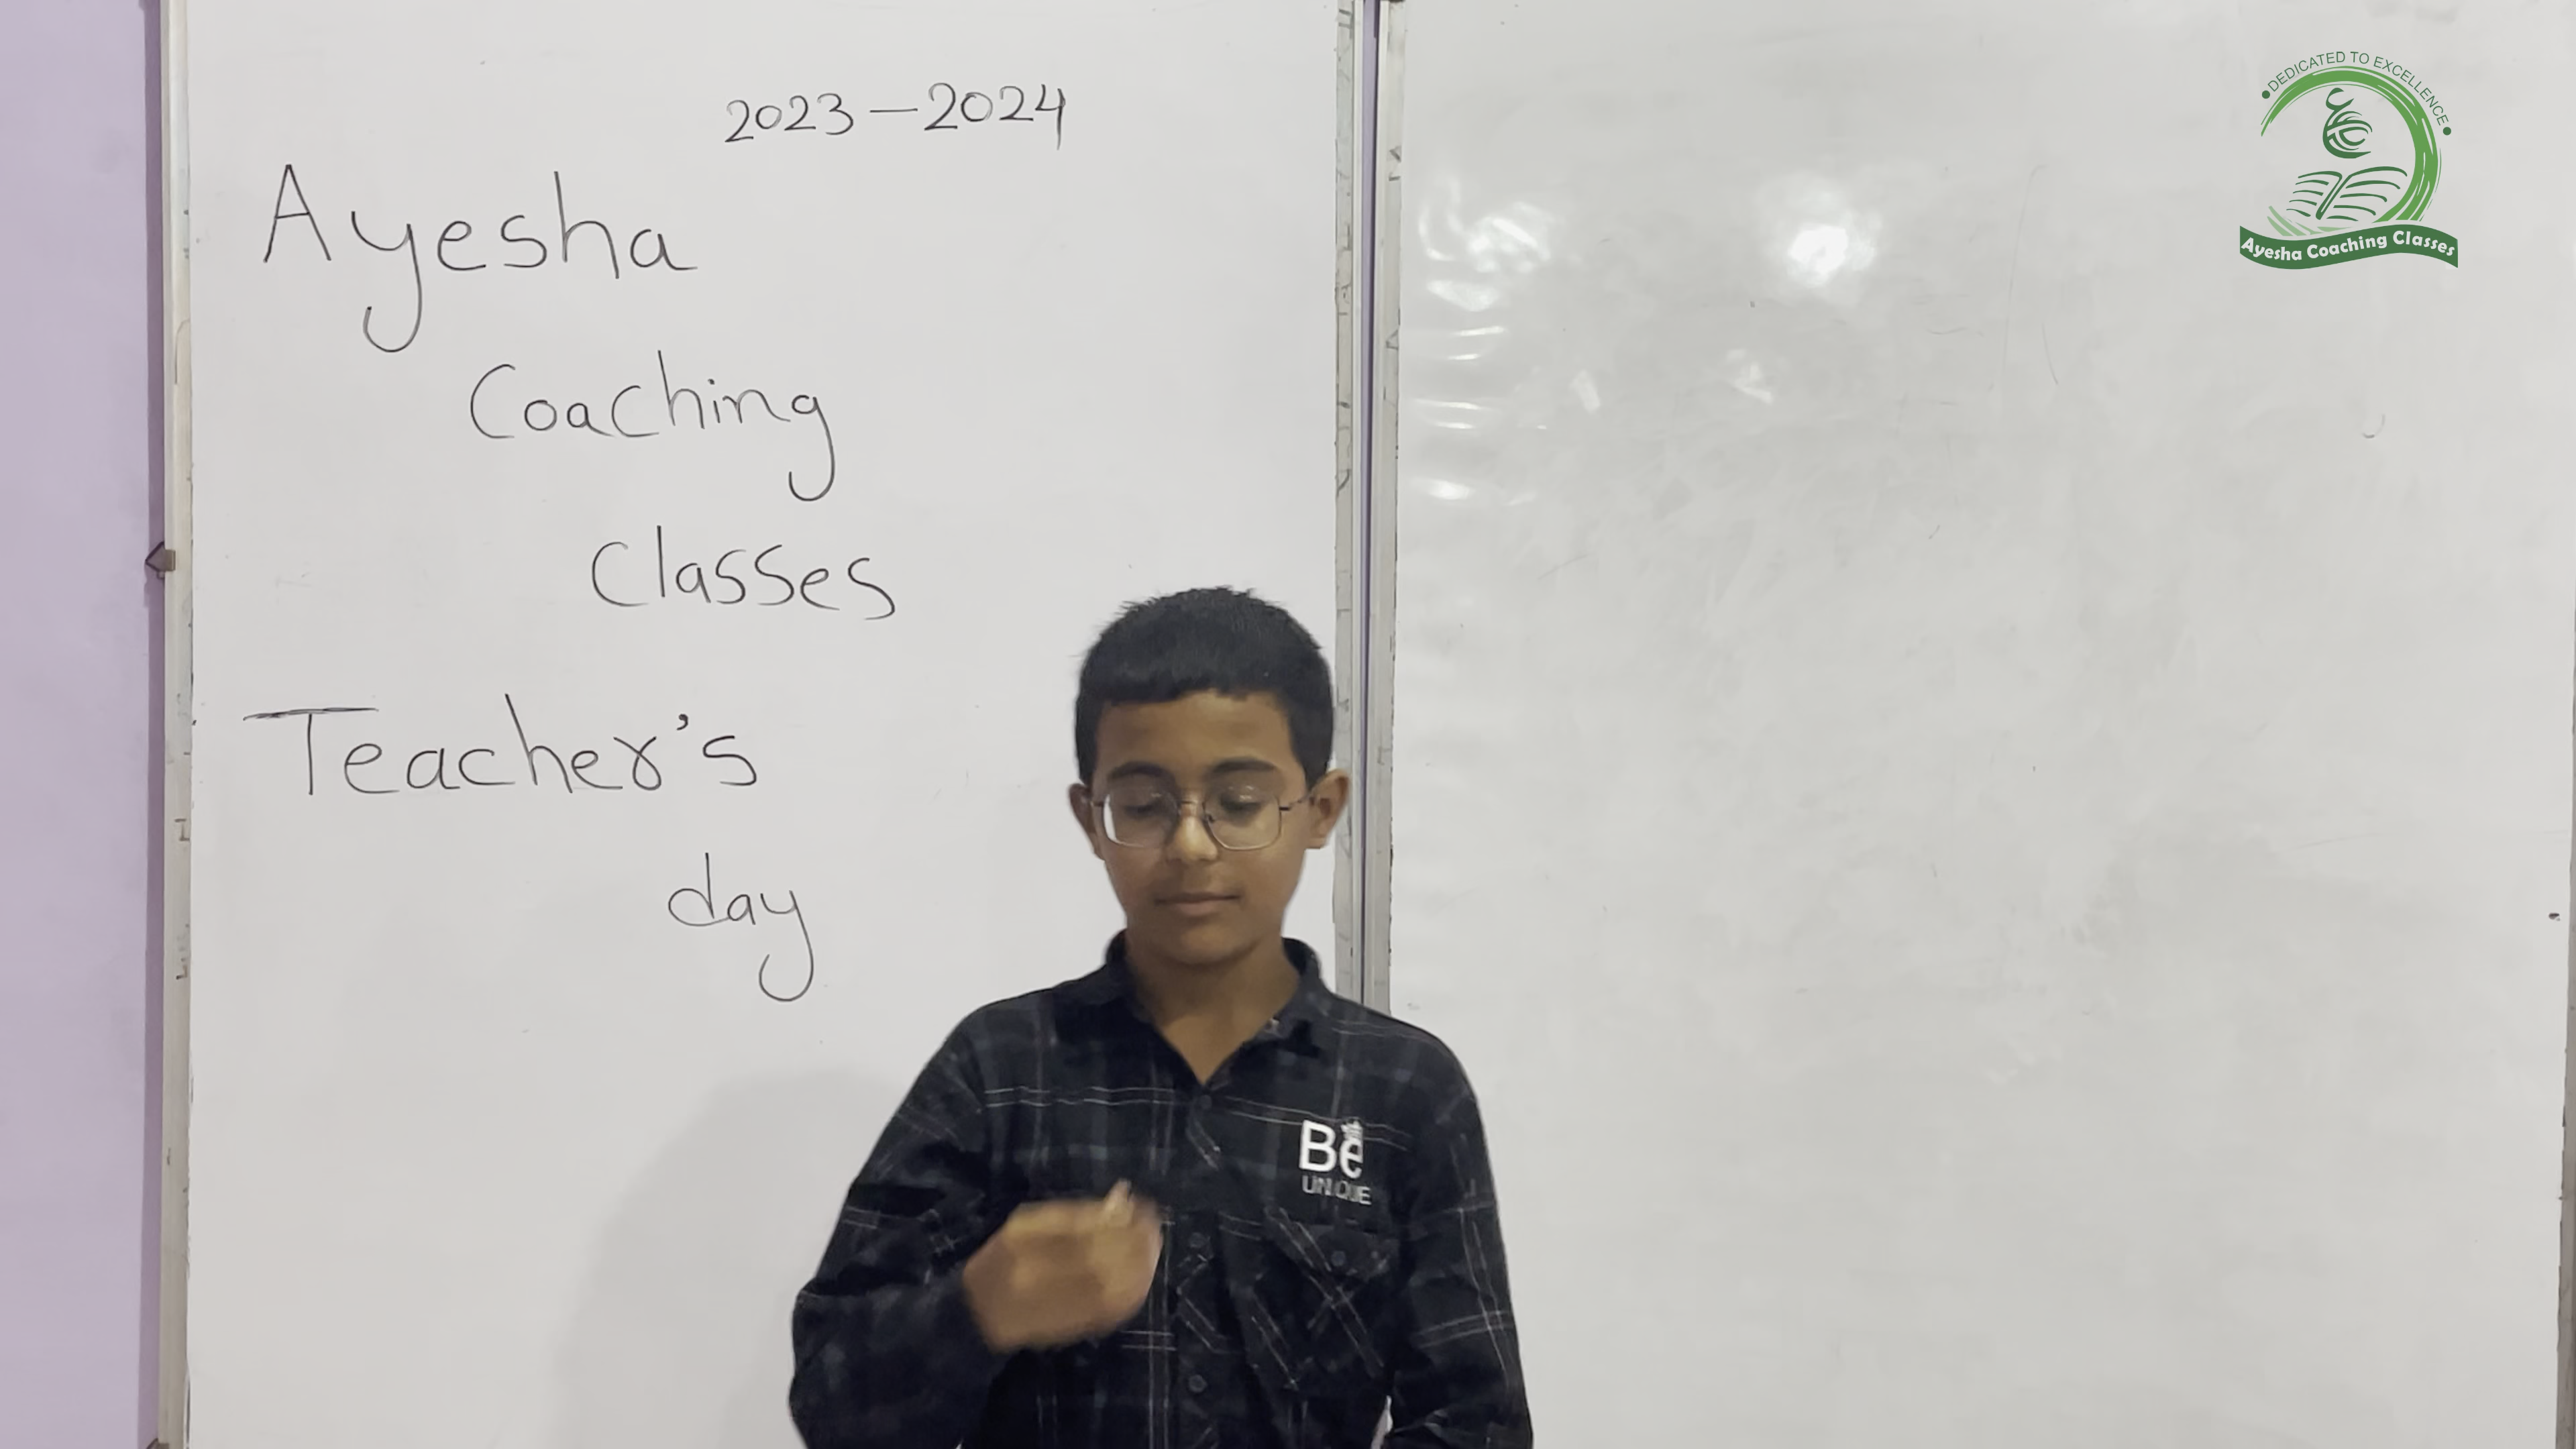 2023-2024
Ayesha
Coaching
Classes
Teacher's
day
DEDICATED TO EXCELLENCE
Ayesha Coaching Classes
Be
UNIQUE